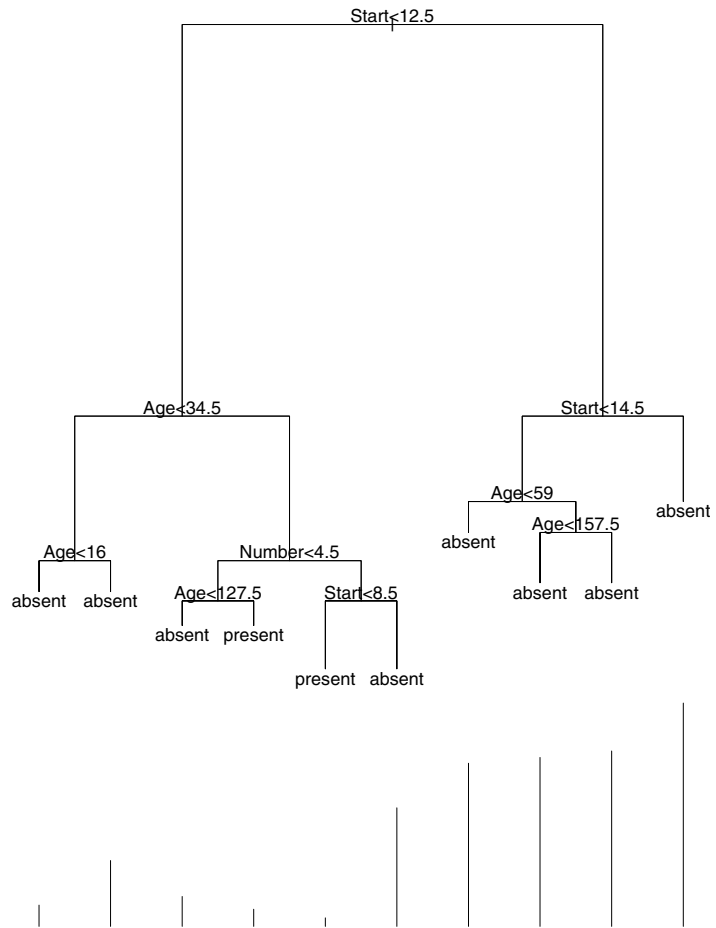 Start<12.5
Age<34.5
Start<14.5
Age<59
absent
Age<157.5
absent
Age<16
Number<4.5
absent
absent
Age<127.5
Start<8.5
absent
absent
absent
present
present
absent